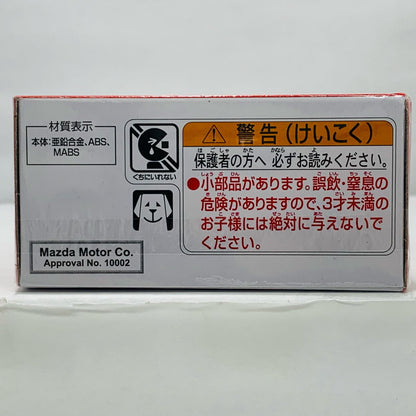 材質表示
本体：亜鉛合金、ABS、
MABS
くちにいれない
Mazda Motor Co.
Approval No. 10002
警告（けいこく）
保護者の方へ 必ずお読みください。
●小部品があります。誤飲・窒息の
危険がありますので、3才未満の
お子様には絶対に与えないで
ください。